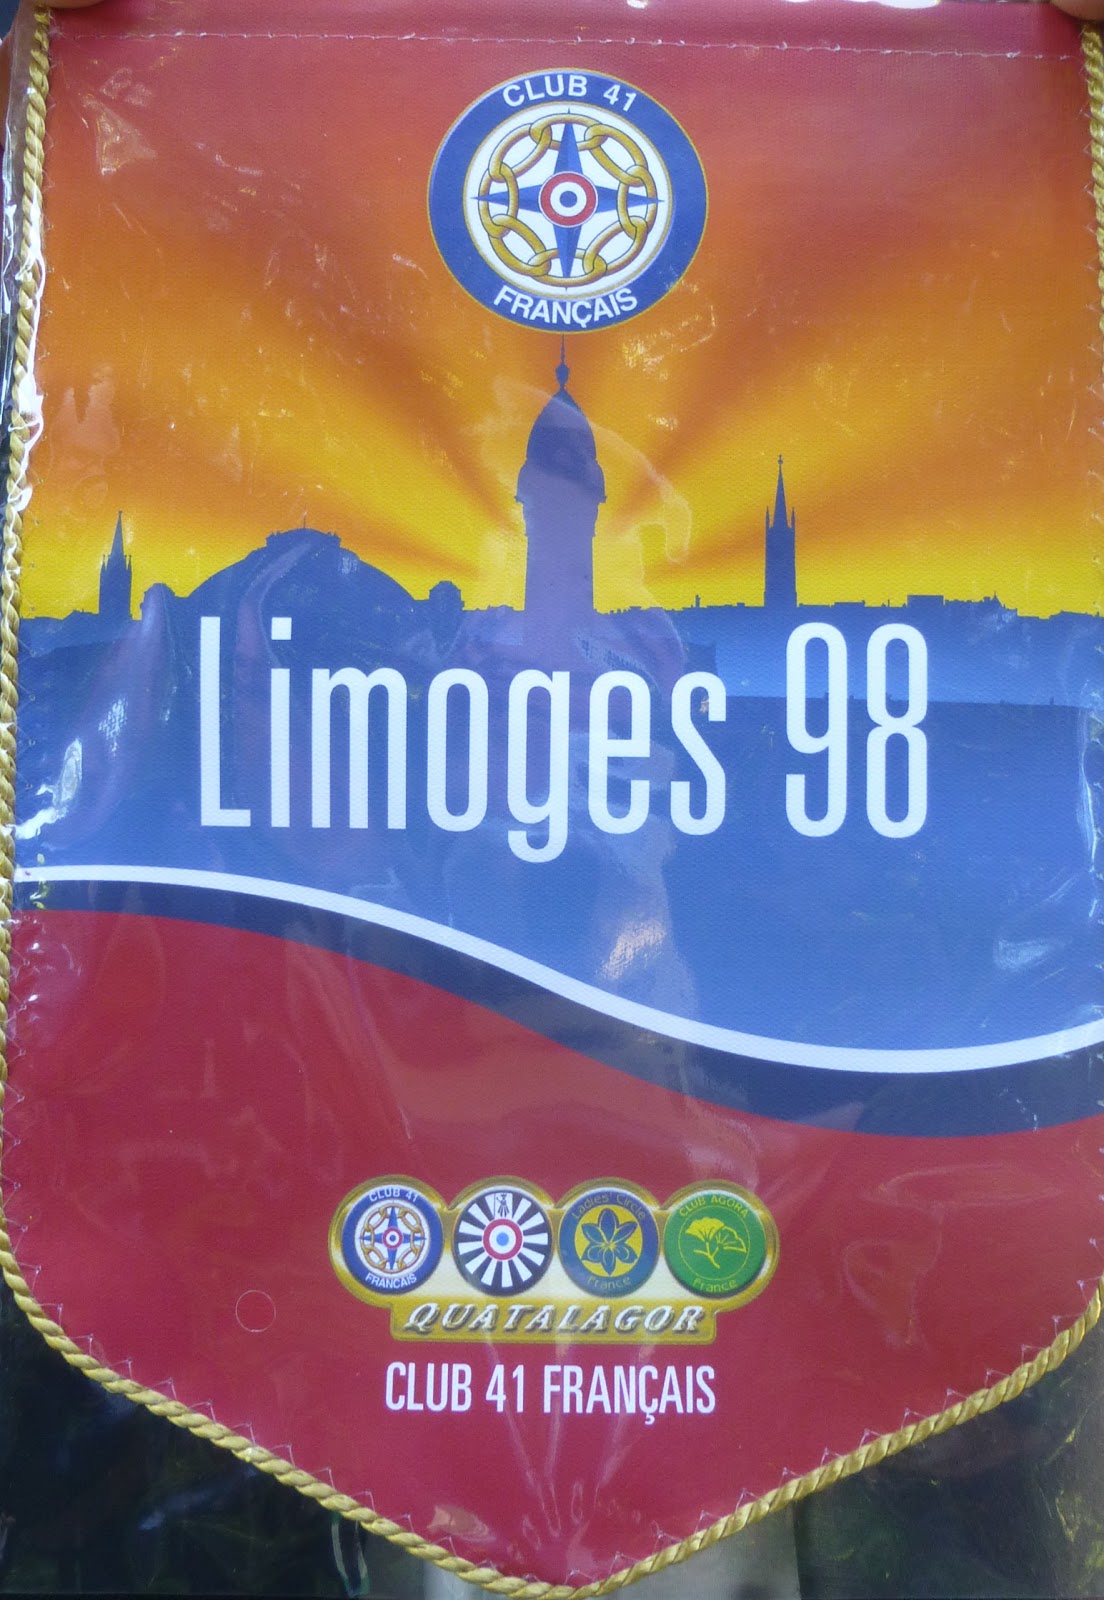 CLUB 41
FRANÇAIS
Limoges 98
CLUB 41
FRANÇAIS
Ladies' Circle
France
CLUB AGORA
France
QUATALAGOR
CLUB 41 FRANÇAIS